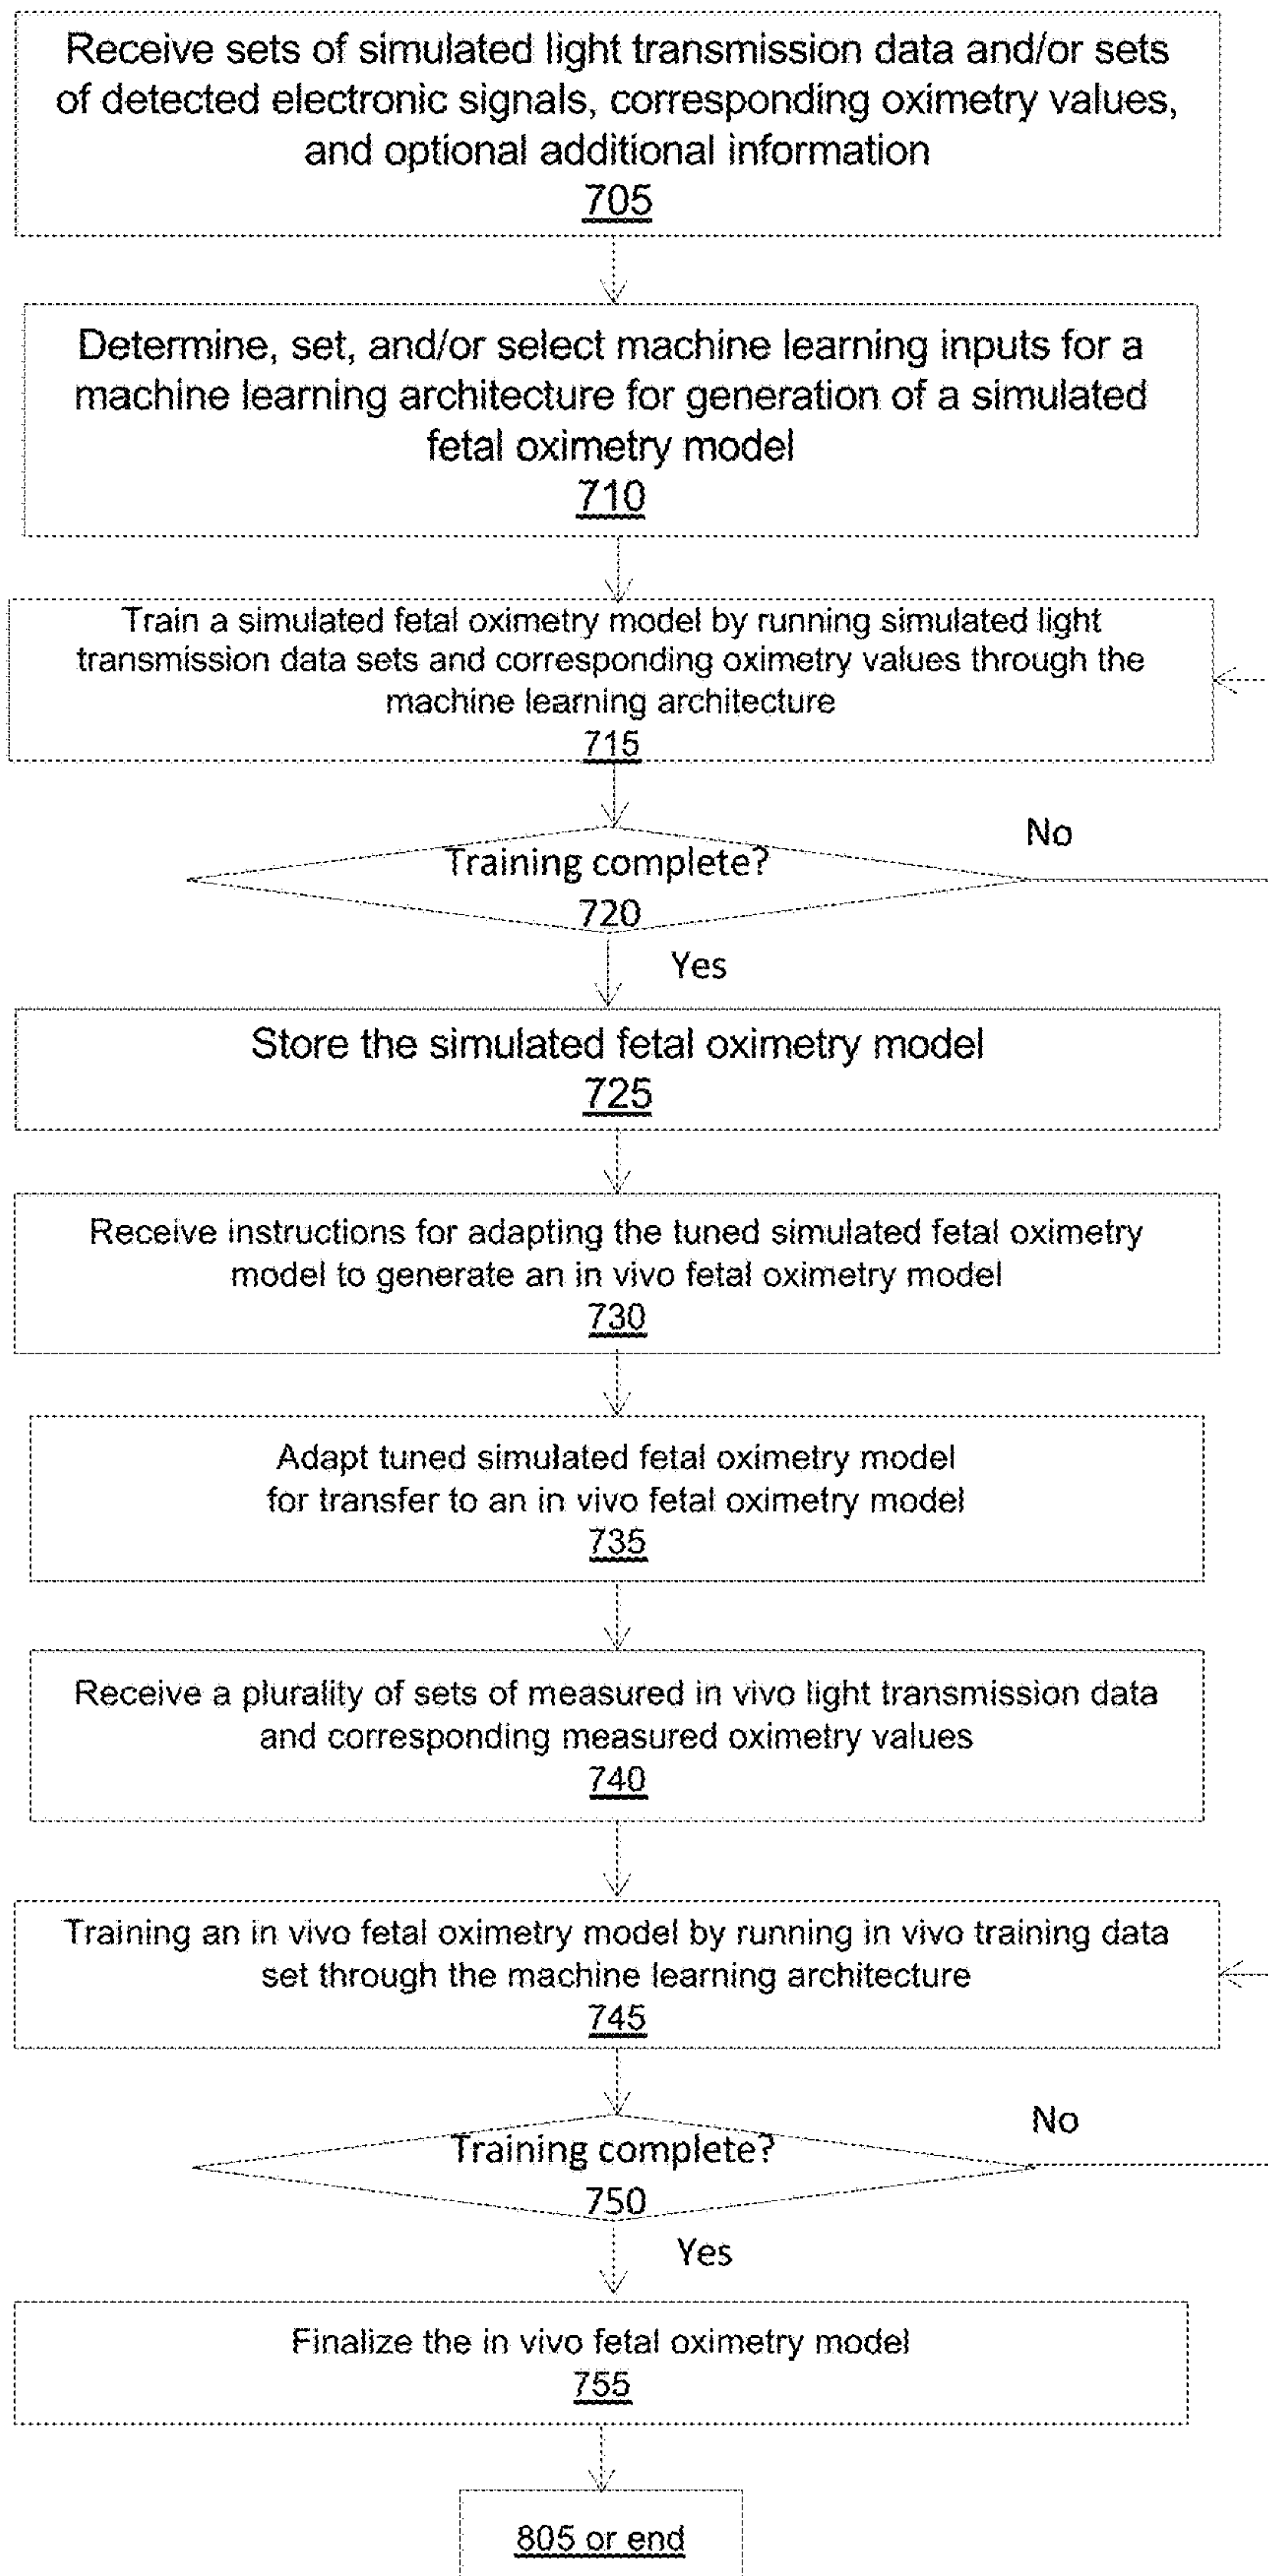 Receive sets of simulated light transmission data and/or sets
of detected electronic signals, corresponding oximetry values,
and optional additional information
705
Determine, set, and/or select machine learning inputs for a
machine learning architecture for generation of a simulated
fetal oximetry model
710
Train a simulated fetal oximetry model by running simulated light
transmission data sets and corresponding oximetry values through the
machine learning architecture
715
No
Training complete?
720
Yes
Store the simulated fetal oximetry model
725
Receive instructions for adapting the tuned simulated fetal oximetry
model to generate an in vivo fetal oximetry model
730
Adapt tuned simulated fetal oximetry model
for transfer to an in vivo fetal oximetry model
735
Receive a plurality of sets of measured in vivo light transmission data
and corresponding measured oximetry values
740
Training an in vivo fetal oximetry model by running in vivo training data
set through the machine learning architecture
745
No
Training complete?
750
Yes
Finalize the in vivo fetal oximetry model
755
805 or end